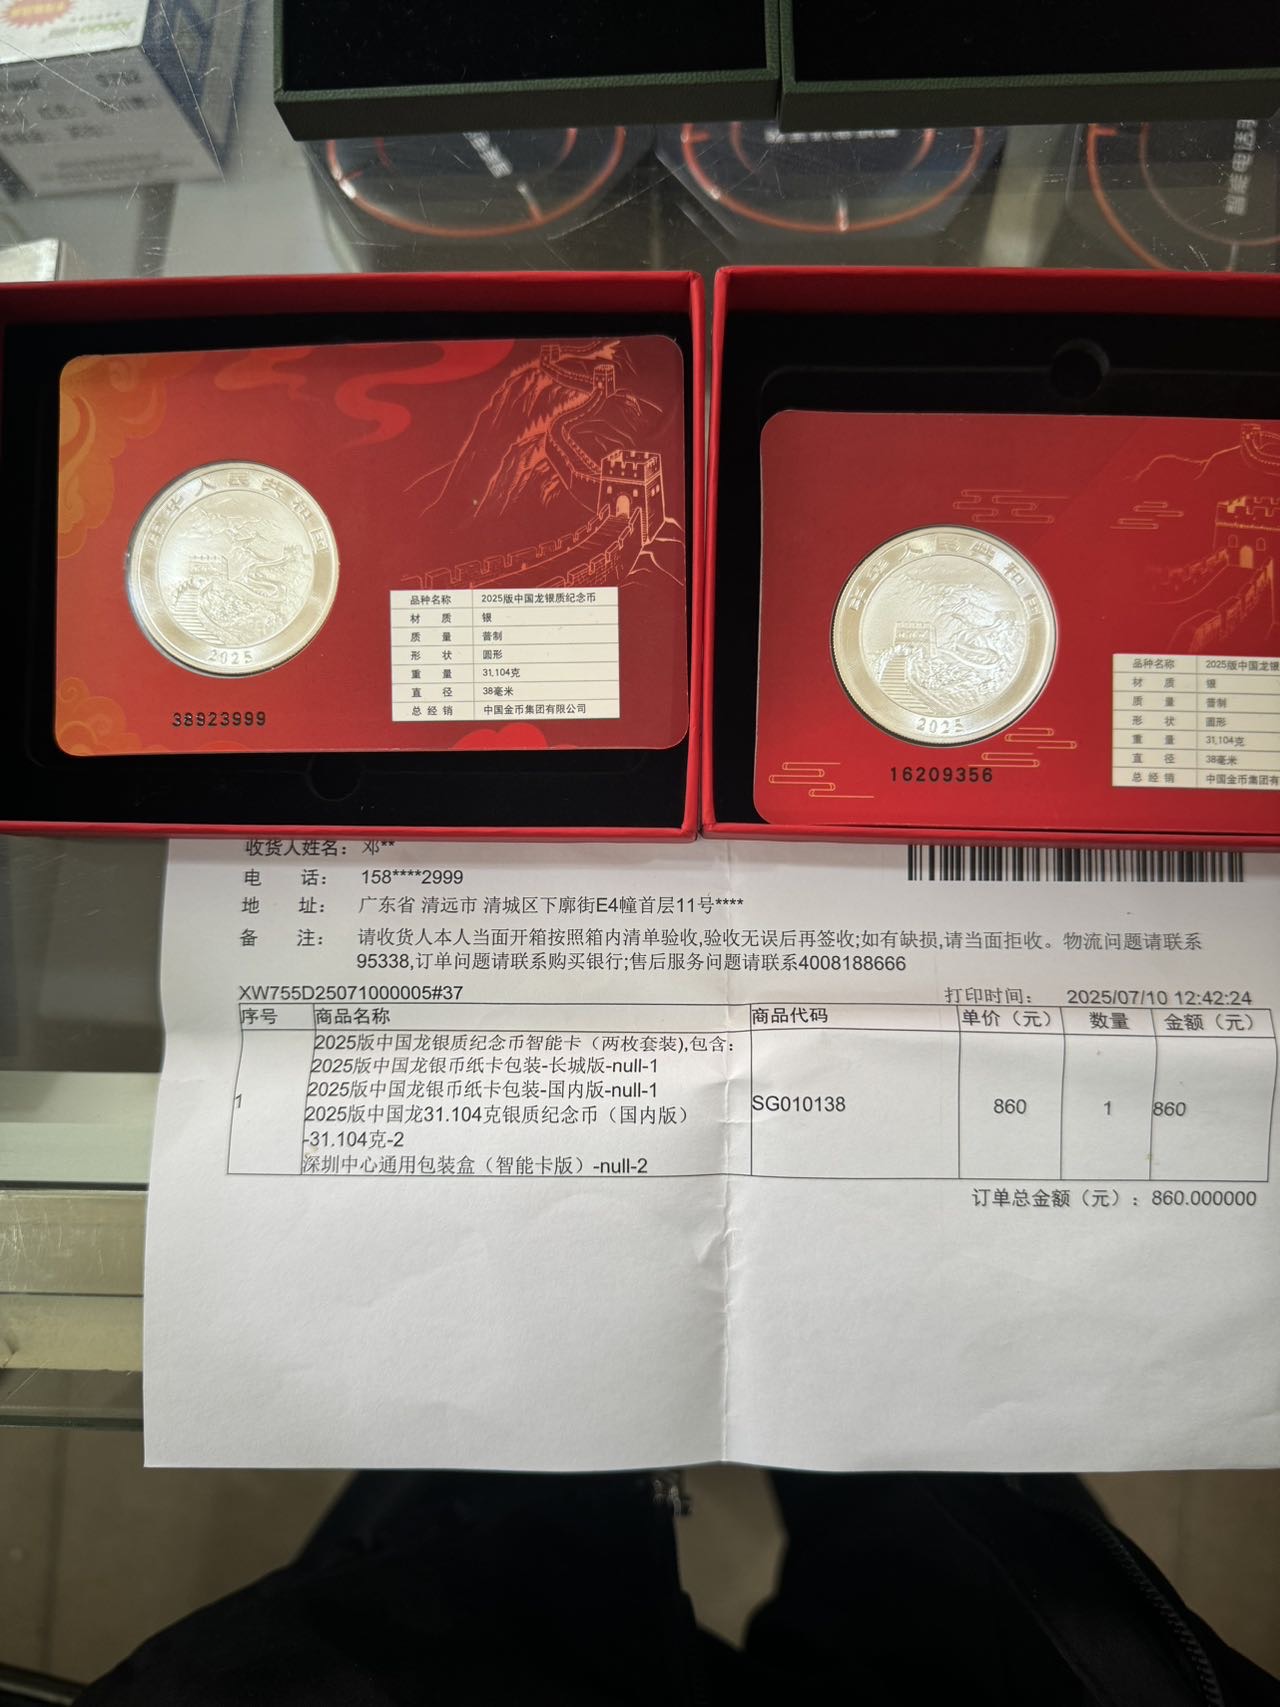 中华人民共和国
2025
38923999
品种名称 2025版中国龙银质纪念币
材 质 银
质 量 普制
形 状 圆形
重 量 31.104克
直 径 38毫米
总 经 销 中国金币集团有限公司
中华人民共和国
2025
16209356
品种名称 2025版中国龙银
材 质 银
质 量 普制
形 状 圆形
重 量 31.104克
直 径 38毫米
总 经 销 中国金币集团有
收货人姓名： 邓**
电 话： 158****2999
地 址： 广东省 清远市 清城区下廓街E4幢首层11号****
备 注： 请收货人本人当面开箱按照箱内清单验收,验收无误后再签收;如有缺损,请当面拒收。物流问题请联系
95338,订单问题请联系购买银行;售后服务问题请联系4008188666
XW755D25071000005#37 打印时间： 2025/07/10 12:42:24
序号 商品名称 商品代码 单价（元） 数量 金额（元）
2025版中国龙银质纪念币智能卡（两枚套装),包含：
2025版中国龙银币纸卡包装-长城版-null-1
2025版中国龙银币纸卡包装-国内版-null-1
1 2025版中国龙31.104克银质纪念币（国内版） SG010138 860 1 860
-31.104克-2
深圳中心通用包装盒（智能卡版）-null-2
订单总金额（元）：860.000000